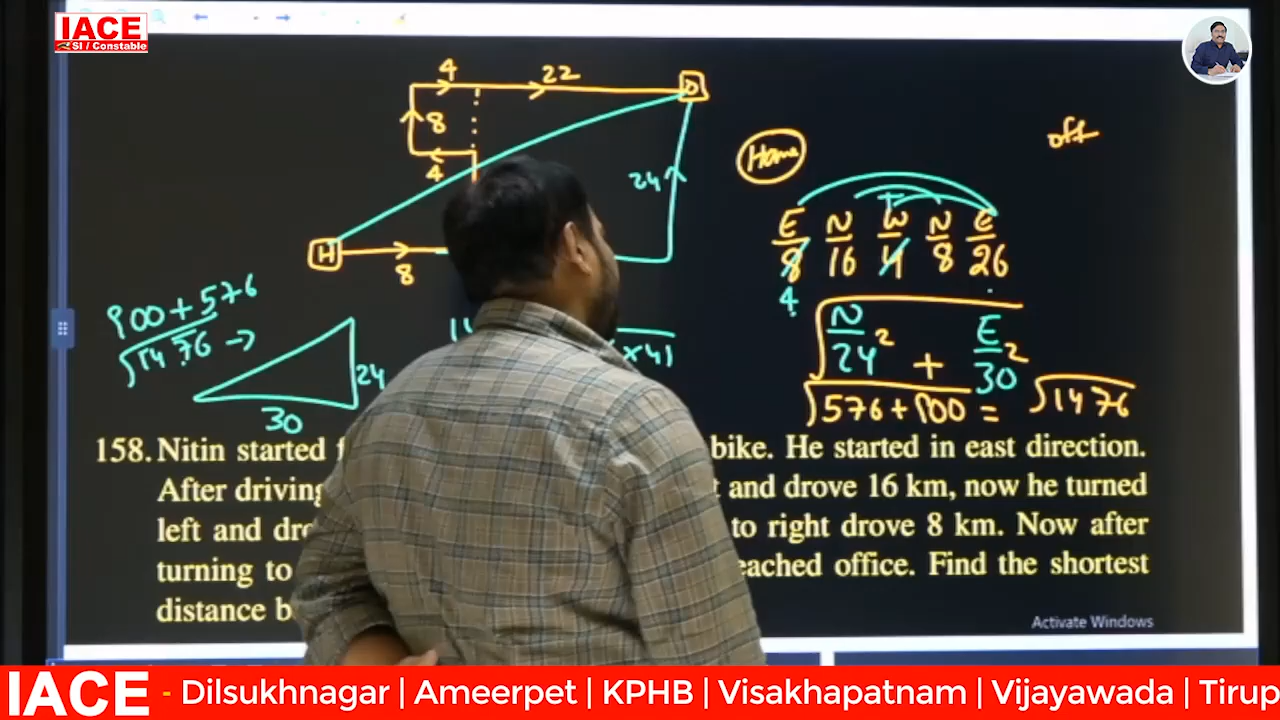 IACE
SI / Constable
4 22
8
4
24
H 8
Home
off
E N W N E
8 16 4 8 26
4
N E
√24² + 30²
√576+900 = √1476
900 + 576
√1476 →
24
30
×41
158. Nitin started bike. He started in east direction.
After driving and drove 16 km, now he turned
left and to right drove 8 km. Now after
turning to reached office. Find the shortest
distance
Activate Windows
IACE - Dilsukhnagar | Ameerpet | KPHB | Visakhapatnam | Vijayawada | Tirup